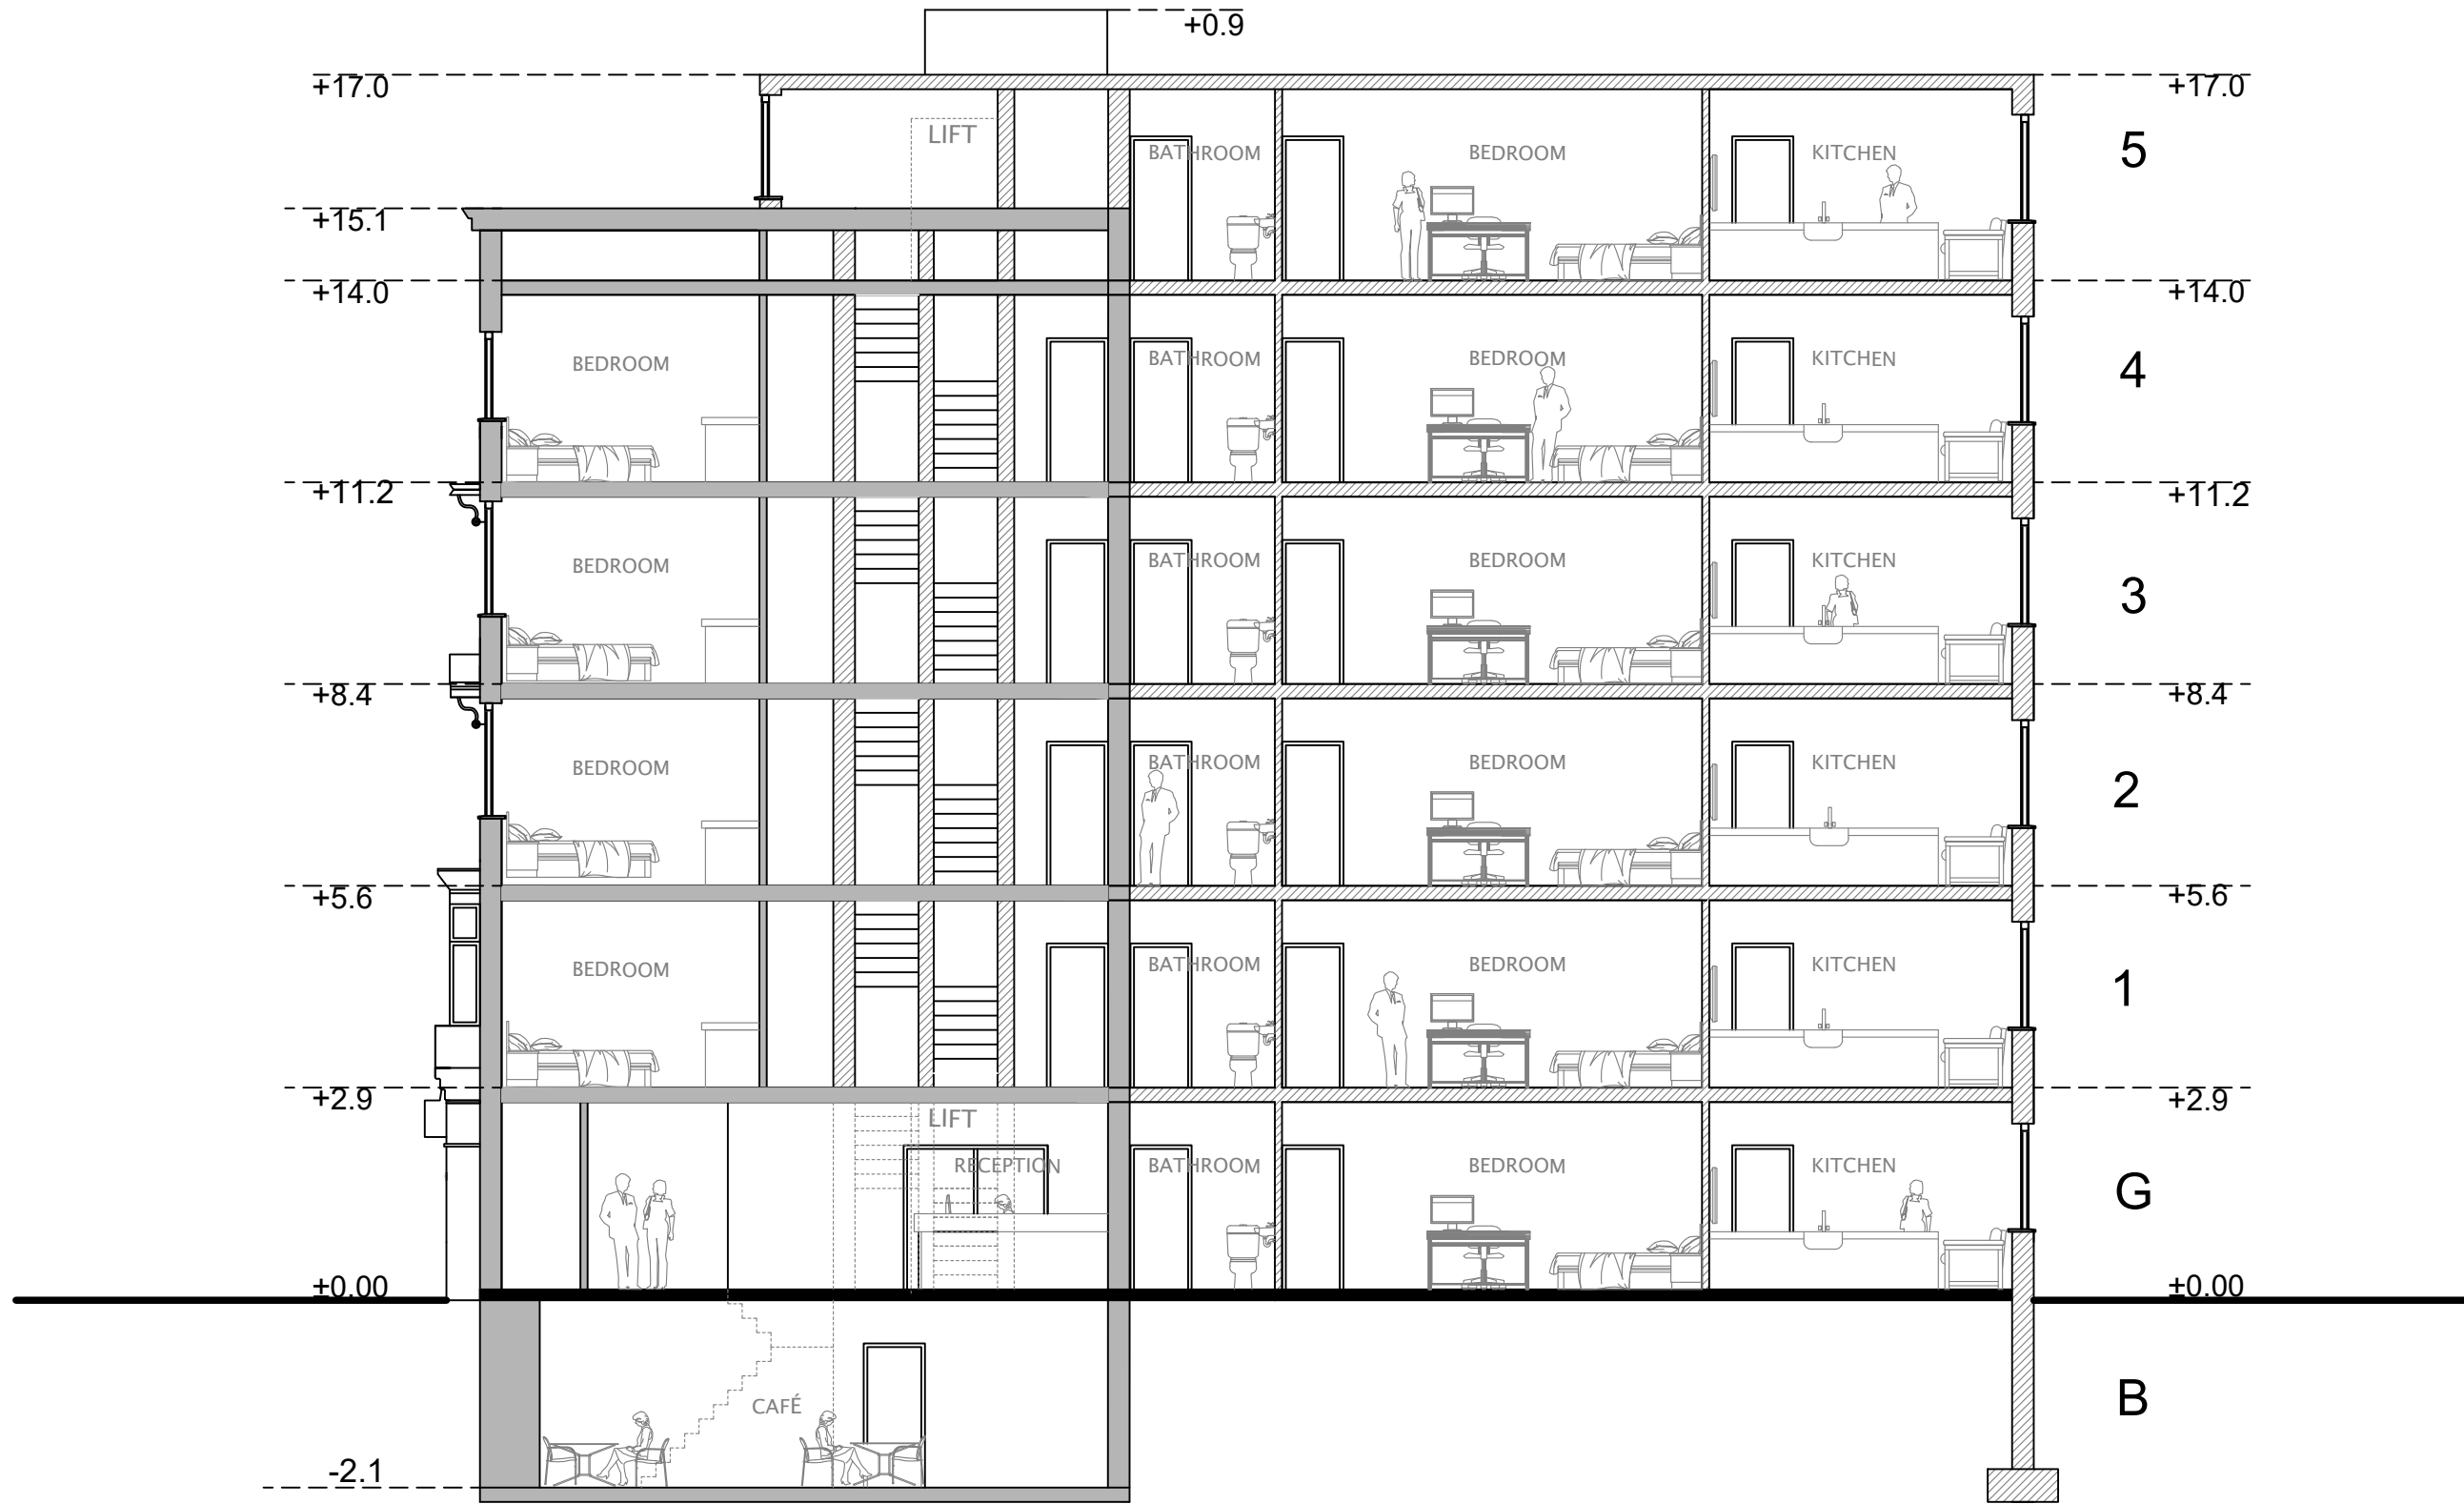 +0.9
+17.0 +17.0
LIFT
BATHROOM BEDROOM KITCHEN 5
+15.1
+14.0 +14.0
BEDROOM BATHROOM BEDROOM KITCHEN 4
+11.2 +11.2
BEDROOM BATHROOM BEDROOM KITCHEN 3
+8.4 +8.4
BEDROOM BATHROOM BEDROOM KITCHEN 2
+5.6 +5.6
BEDROOM BATHROOM BEDROOM KITCHEN 1
+2.9 +2.9
LIFT
RECEPTION BATHROOM BEDROOM KITCHEN G
±0.00 ±0.00
CAFÉ B
-2.1